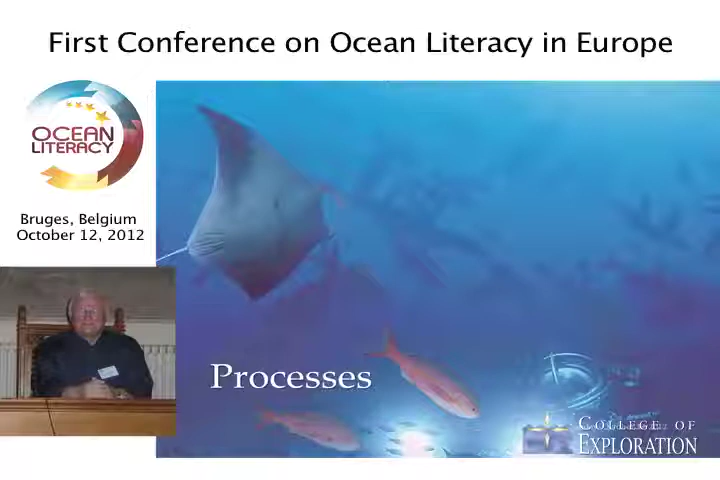 First Conference on Ocean Literacy in Europe
OCEAN
LITERACY
Bruges, Belgium
October 12, 2012
Processes
COLLEGE OF
EXPLORATION